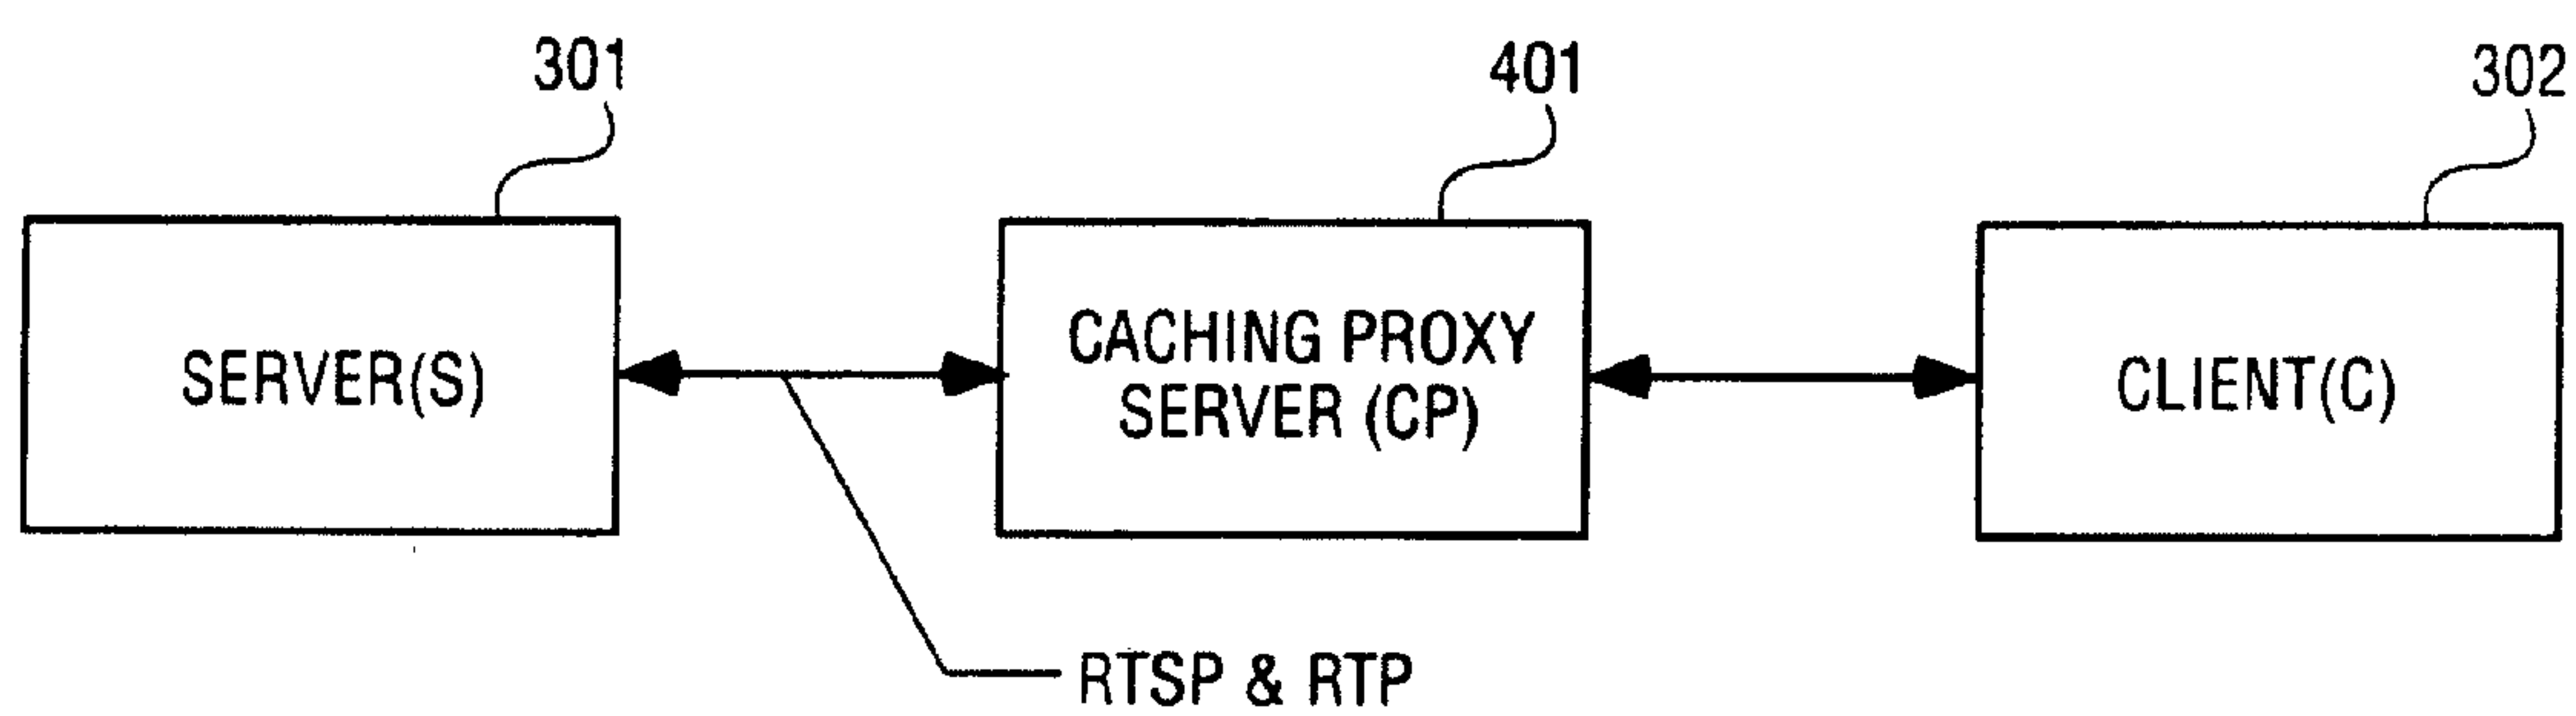 301
401
302
SERVER(S)
CACHING PROXY
SERVER (CP)
CLIENT(C)
RTSP & RTP